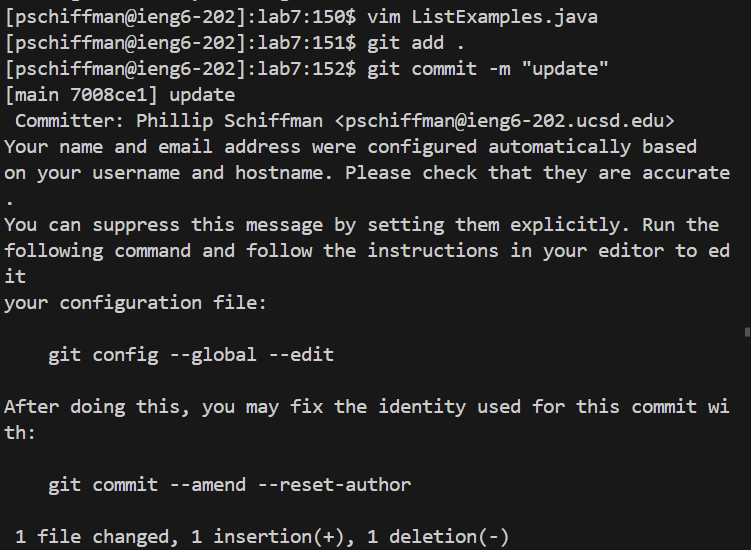 [pschiffman@ieng6-202]:lab7:150$ vim ListExamples.java
[pschiffman@ieng6-202]:lab7:151$ git add .
[pschiffman@ieng6-202]:lab7:152$ git commit -m "update"
[main 7008ce1] update
 Committer: Phillip Schiffman <pschiffman@ieng6-202.ucsd.edu>
Your name and email address were configured automatically based
on your username and hostname. Please check that they are accurate
.
You can suppress this message by setting them explicitly. Run the
following command and follow the instructions in your editor to ed
it
your configuration file:

    git config --global --edit

After doing this, you may fix the identity used for this commit wi
th:

    git commit --amend --reset-author

 1 file changed, 1 insertion(+), 1 deletion(-)